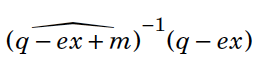 $(\widehat{q - ex + m})^{-1}(q - ex)$